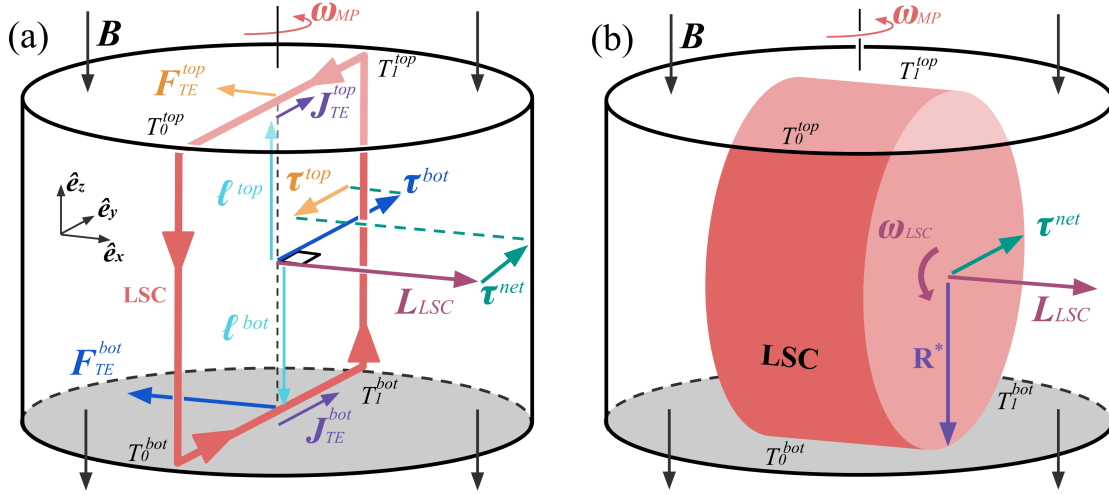 (a)
B
ω_MP
T_1^top
F_TE^top
J_TE^top
T_0^top
ℓ^top
τ^top
τ^bot
ê_z
ê_y
ê_x
LSC
τ^net
L_LSC
ℓ^bot
F_TE^bot
T_1^bot
J_TE^bot
T_0^bot
(b)
B
ω_MP
T_1^top
T_0^top
ω_LSC
τ^net
L_LSC
LSC
R*
T_1^bot
T_0^bot